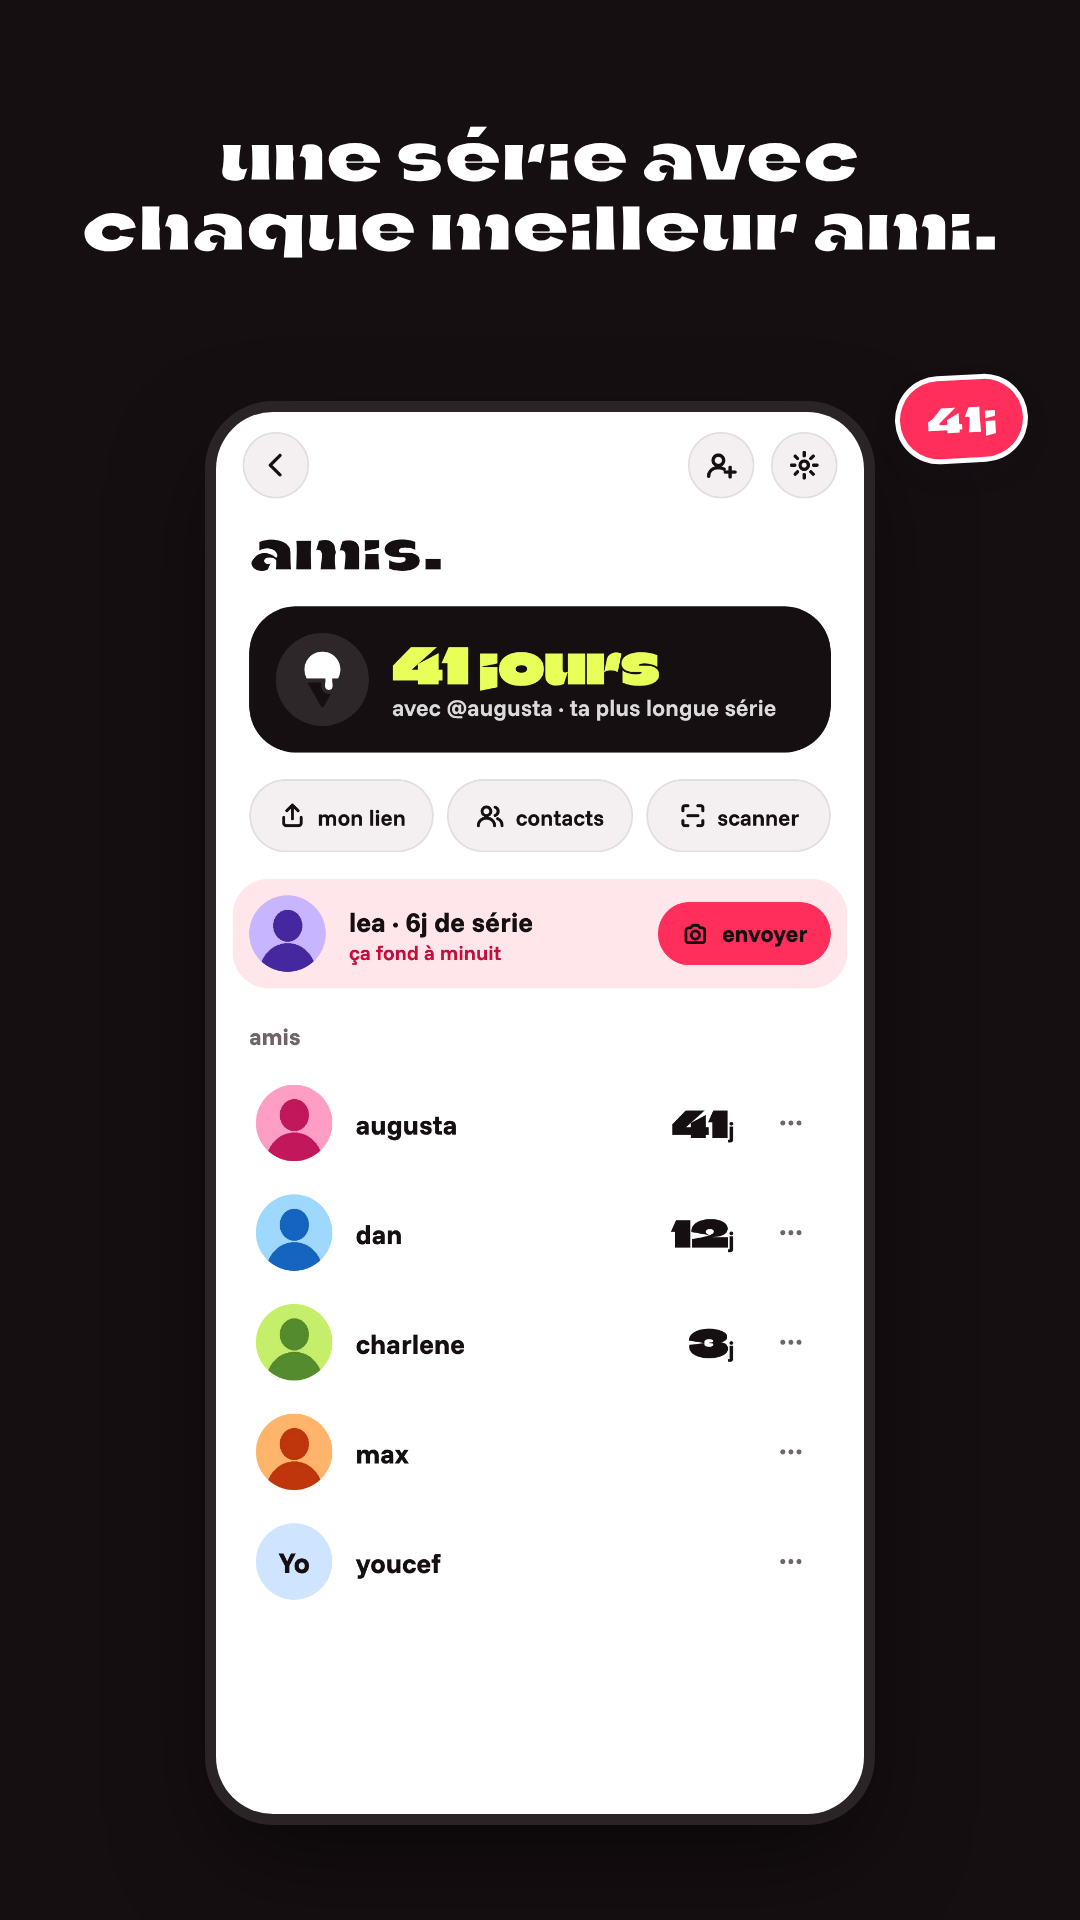 une série avec
chaque meilleur ami.
41j
amis.
41 jours
avec @augusta · ta plus longue série
mon lien
contacts
scanner
lea · 6j de série
ça fond à minuit
envoyer
amis
augusta
41j
dan
12j
charlene
3j
max
Yo
youcef